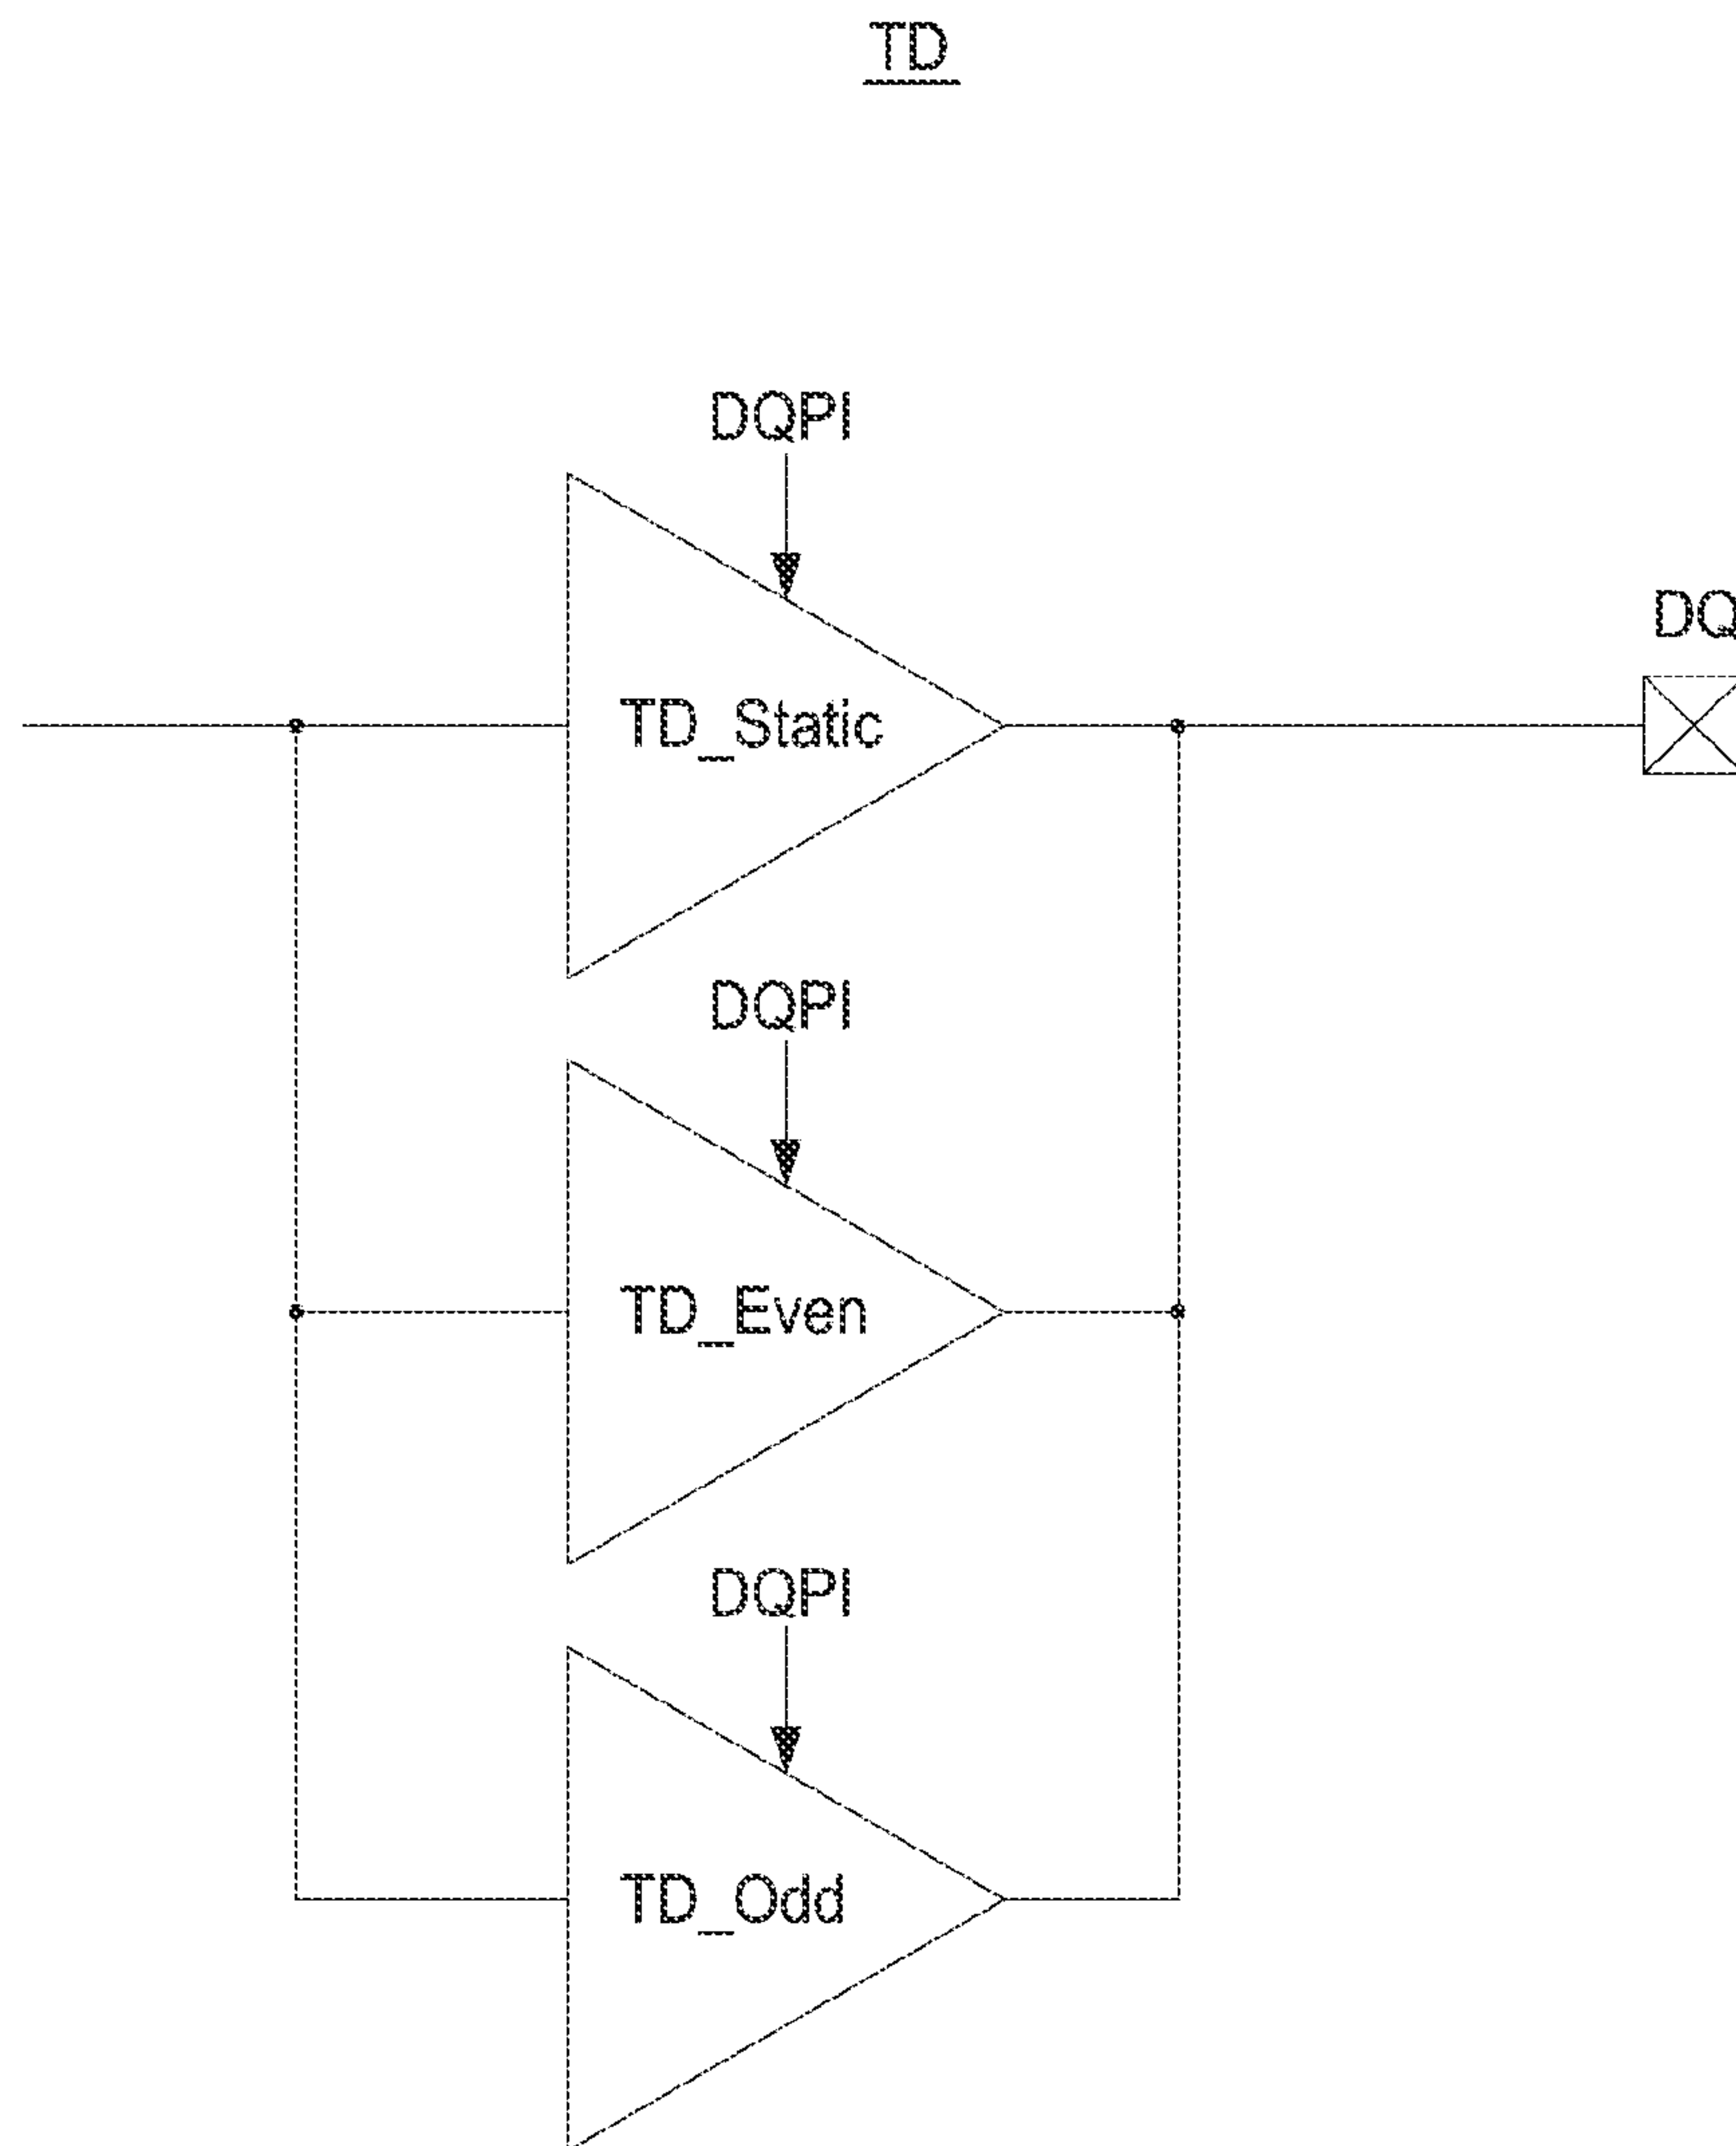 TD
DQPI
DQ
TD_Static
DQPI
TD_Even
DQPI
TD_Odd